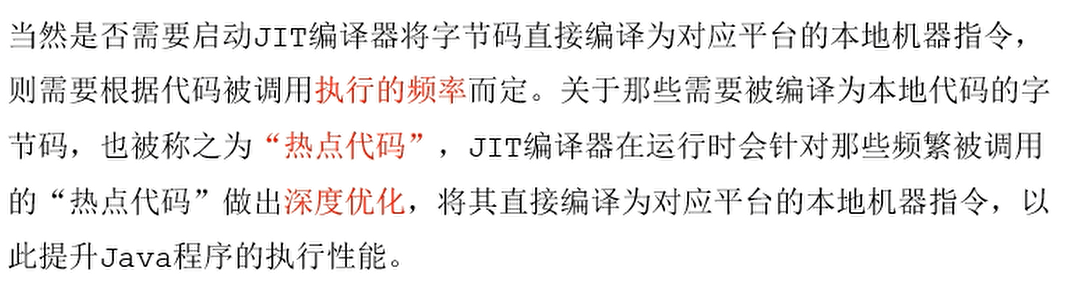 当然是否需要启动JIT编译器将字节码直接编译为对应平台的本地机器指令，
则需要根据代码被调用执行的频率而定。关于那些需要被编译为本地代码的字
节码，也被称之为“热点代码”，JIT编译器在运行时会针对那些频繁被调用
的“热点代码”做出深度优化，将其直接编译为对应平台的本地机器指令，以
此提升Java程序的执行性能。